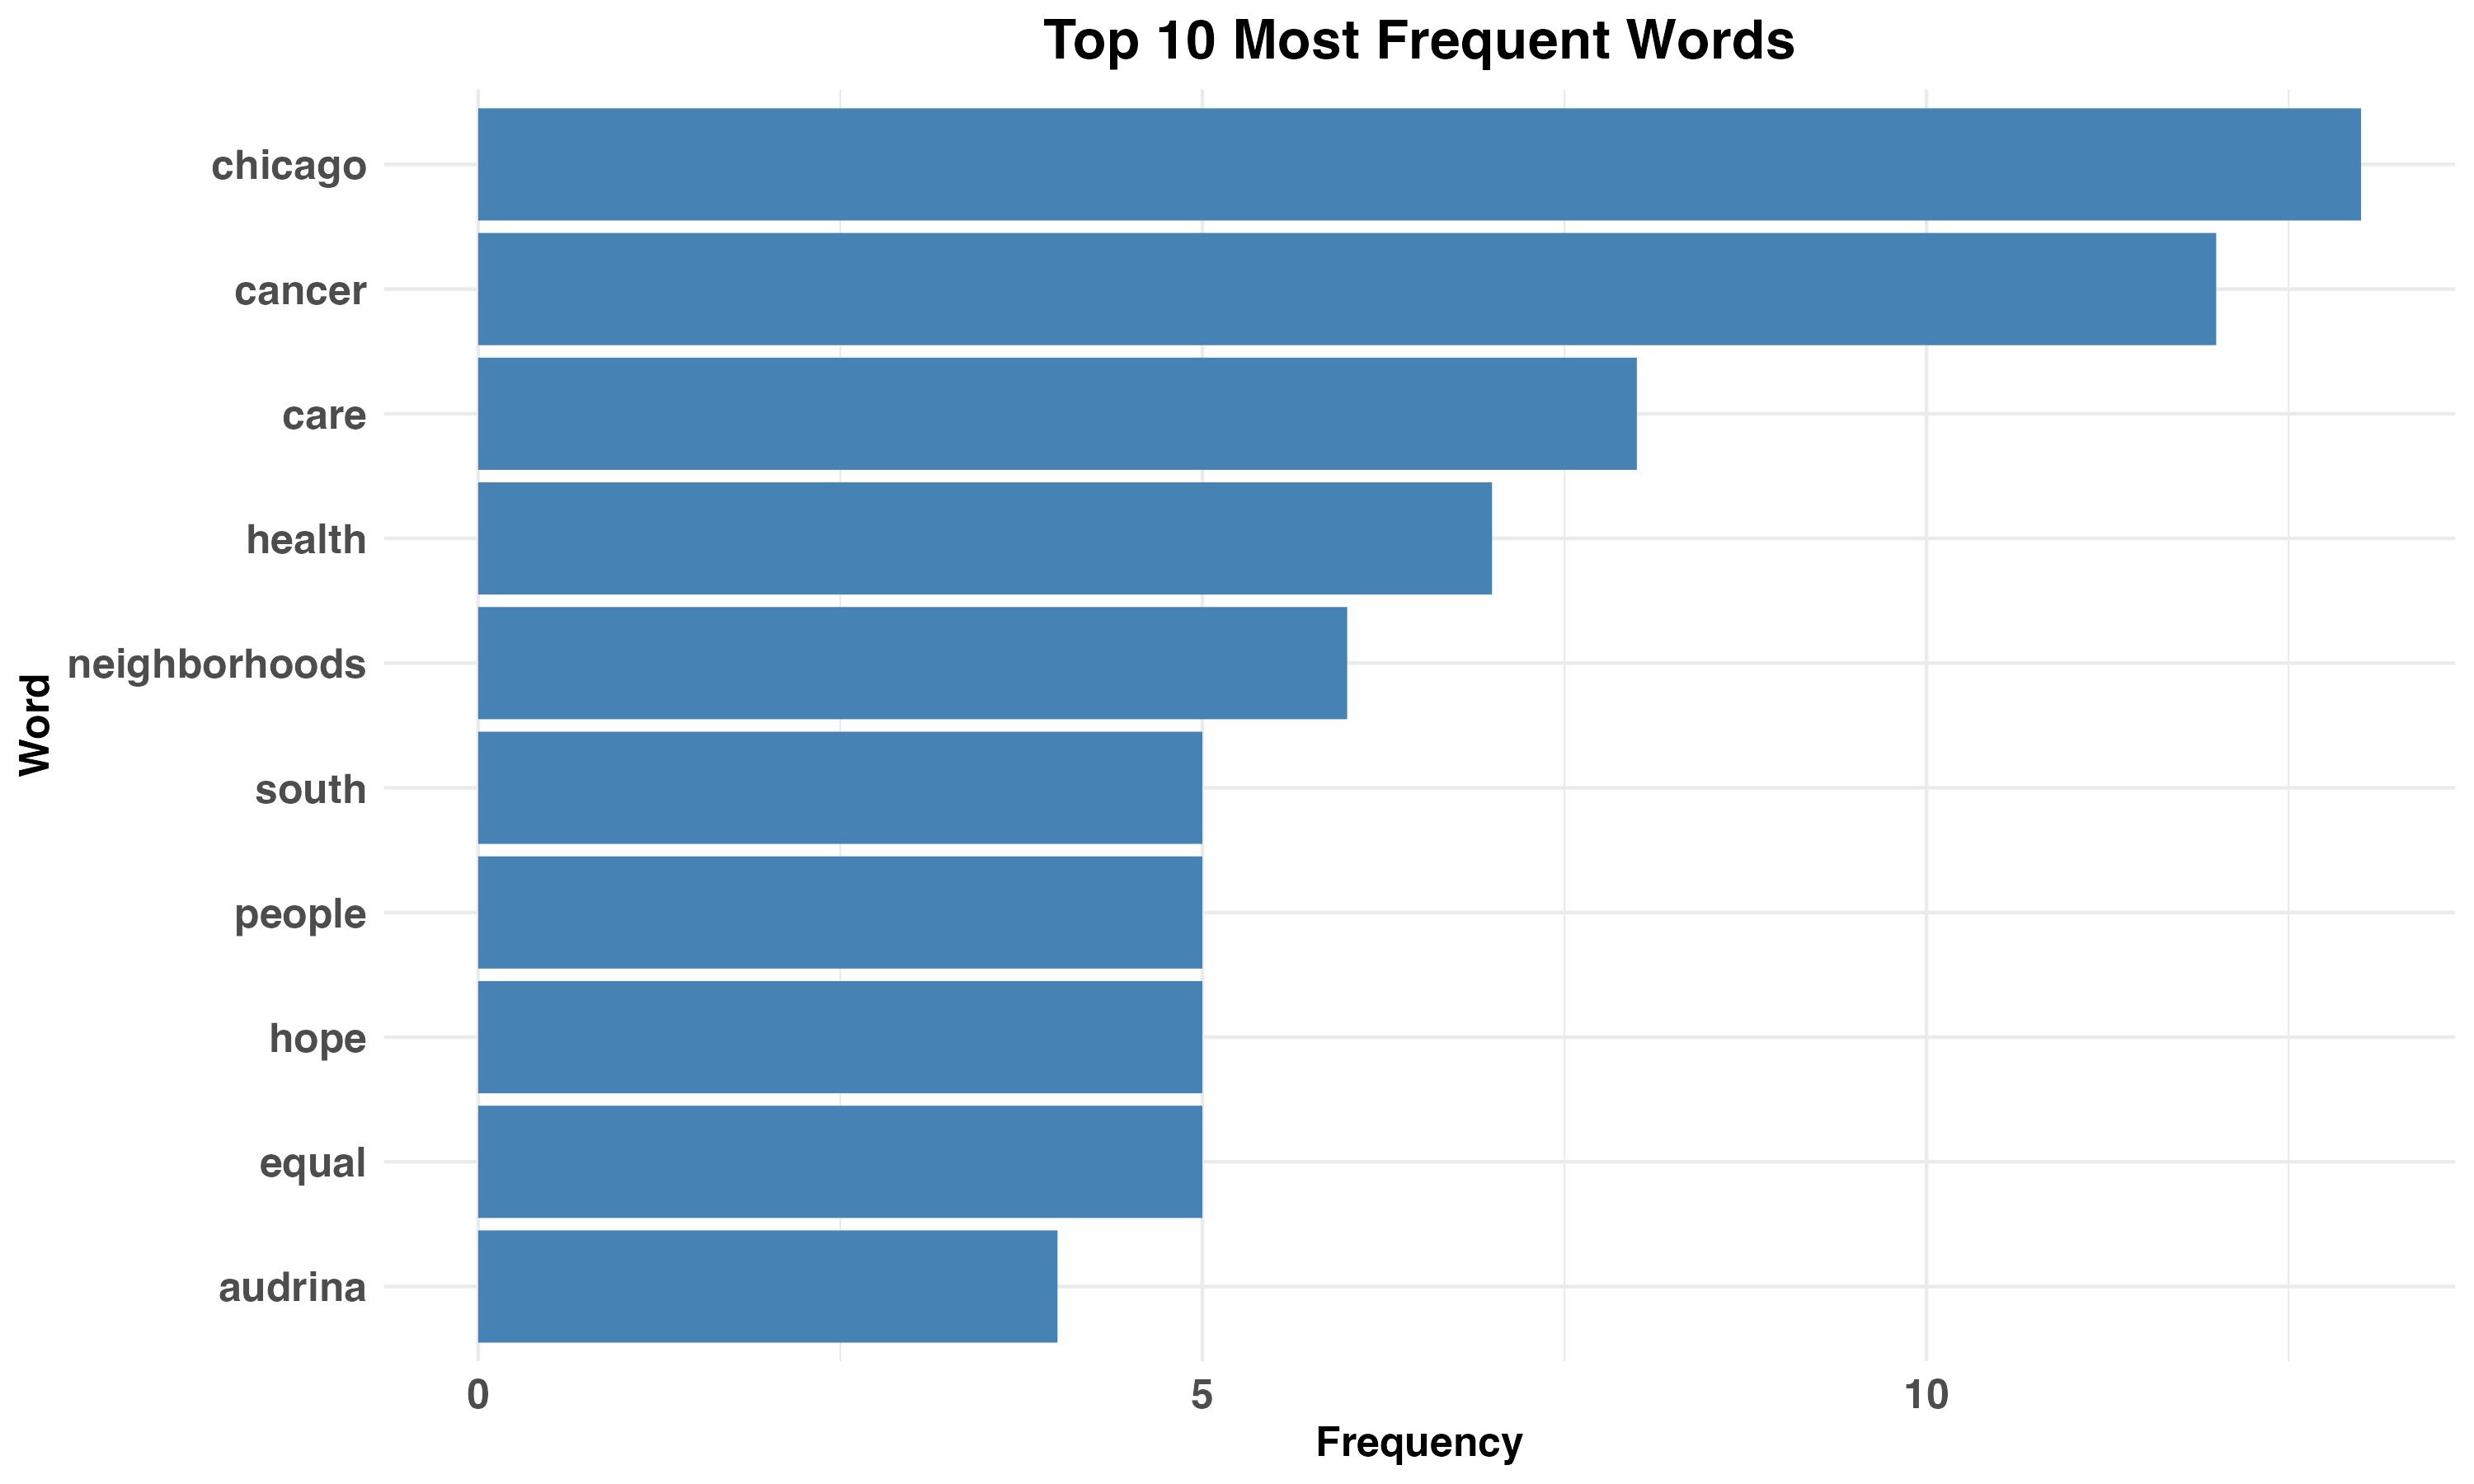 Top 10 Most Frequent Words
chicago
cancer
care
health
neighborhoods
south
people
hope
equal
audrina
Word
0 5 10
Frequency